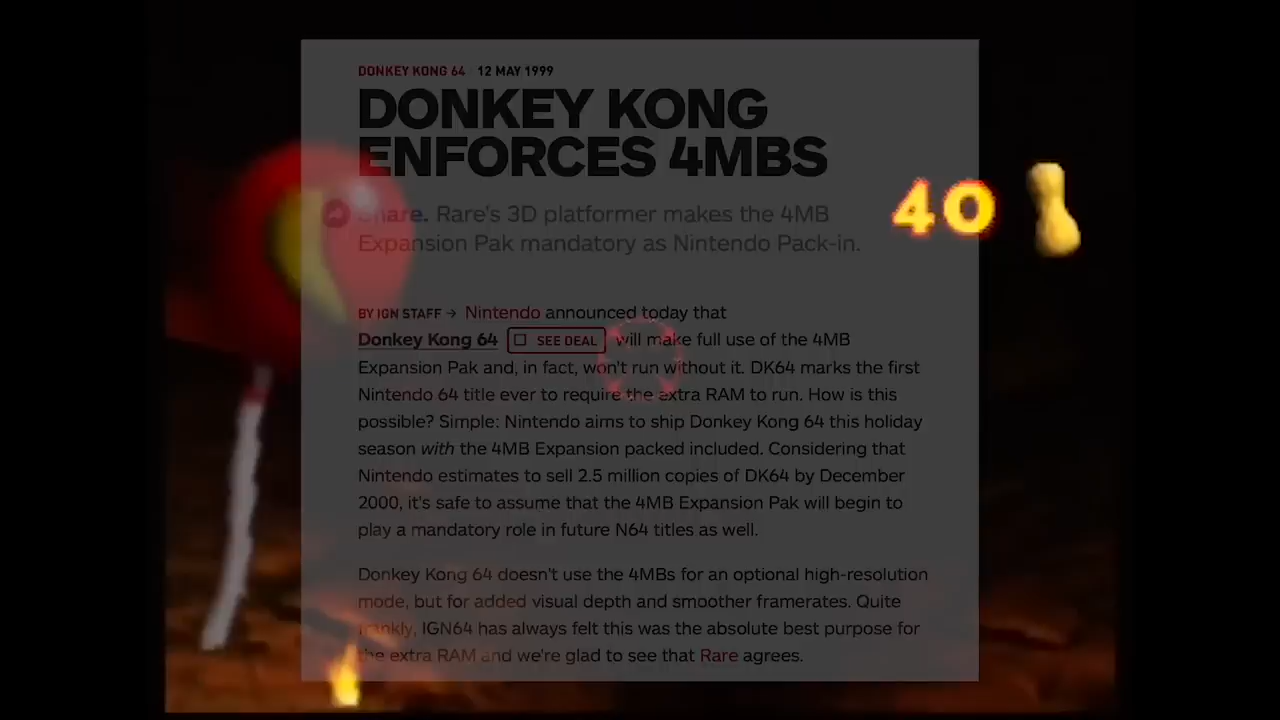 DONKEY KONG 64 12 MAY 1999
DONKEY KONG
ENFORCES 4MBS
Share. Rare's 3D platformer makes the 4MB
Expansion Pak mandatory as Nintendo Pack-in.
40
BY IGN STAFF → Nintendo announced today that
Donkey Kong 64 SEE DEAL will make full use of the 4MB
Expansion Pak and, in fact, won't run without it. DK64 marks the first
Nintendo 64 title ever to require the extra RAM to run. How is this
possible? Simple: Nintendo aims to ship Donkey Kong 64 this holiday
season with the 4MB Expansion packed included. Considering that
Nintendo estimates to sell 2.5 million copies of DK64 by December
2000, it's safe to assume that the 4MB Expansion Pak will begin to
play a mandatory role in future N64 titles as well.
Donkey Kong 64 doesn't use the 4MBs for an optional high-resolution
mode, but for added visual depth and smoother framerates. Quite
frankly, IGN64 has always felt this was the absolute best purpose for
the extra RAM and we're glad to see that Rare agrees.